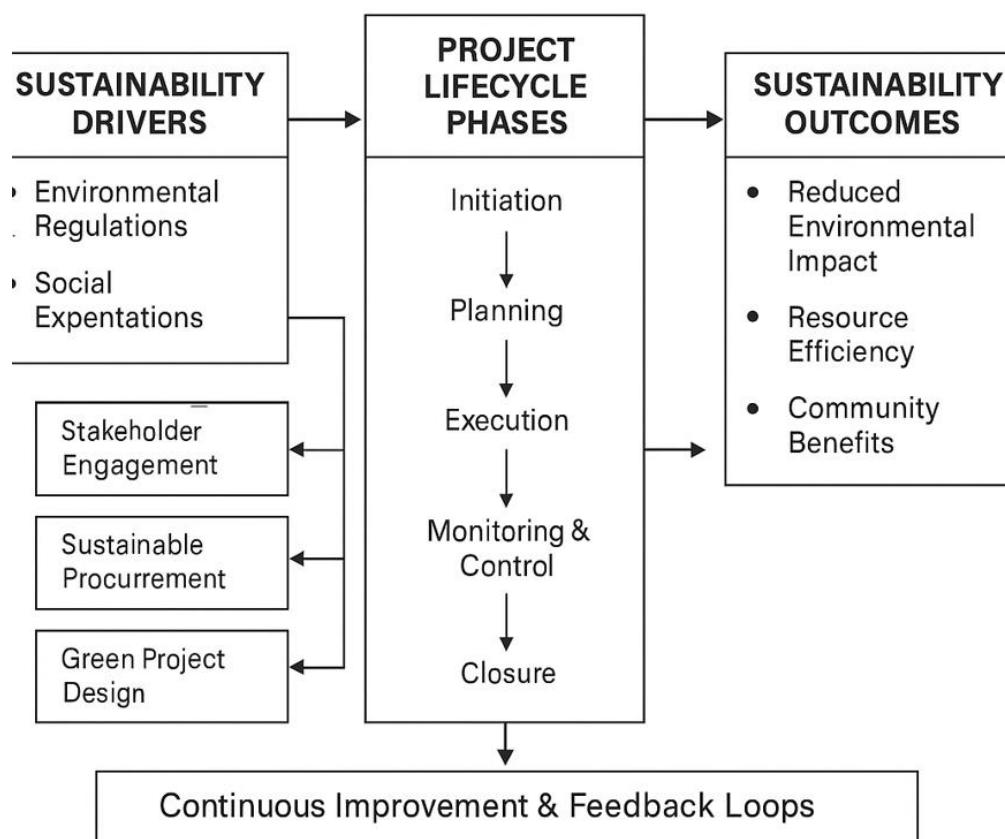 SUSTAINABILITY
DRIVERS
• Environmental
Regulations
• Social
Expentations
Stakeholder
Engagement
Sustainable
Procurrement
Green Project
Design
PROJECT
LIFECYCLE
PHASES
Initiation
Planning
Execution
Monitoring &
Control
Closure
SUSTAINABILITY
OUTCOMES
• Reduced
Environmental
Impact
• Resource
Efficiency
• Community
Benefits
Continuous Improvement & Feedback Loops